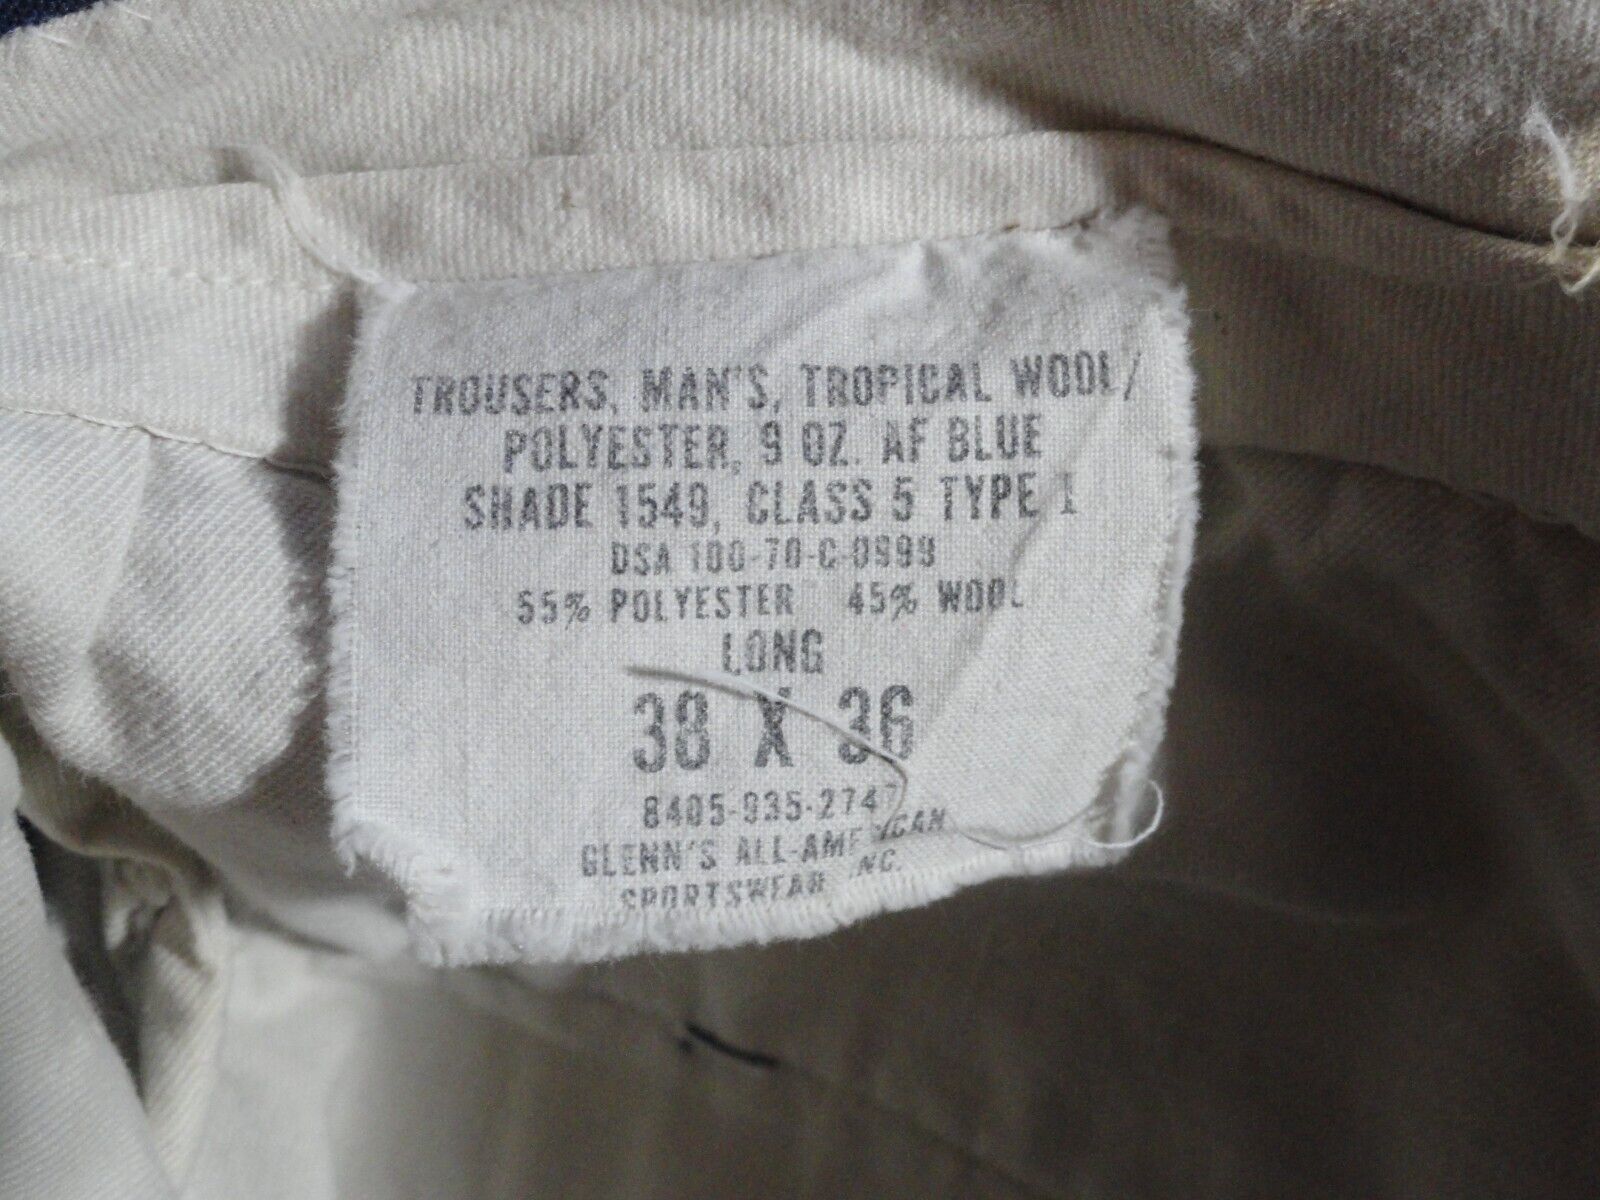 TROUSERS, MAN'S, TROPICAL WOOL/
POLYESTER, 9 OZ. AF BLUE
SHADE 1549, CLASS 5 TYPE I
DSA 100-70-C-0999
55% POLYESTER 45% WOOL
LONG
38 X 36
8405-935-2747
GLENN'S ALL-AMERICAN
SPORTSWEAR, INC.